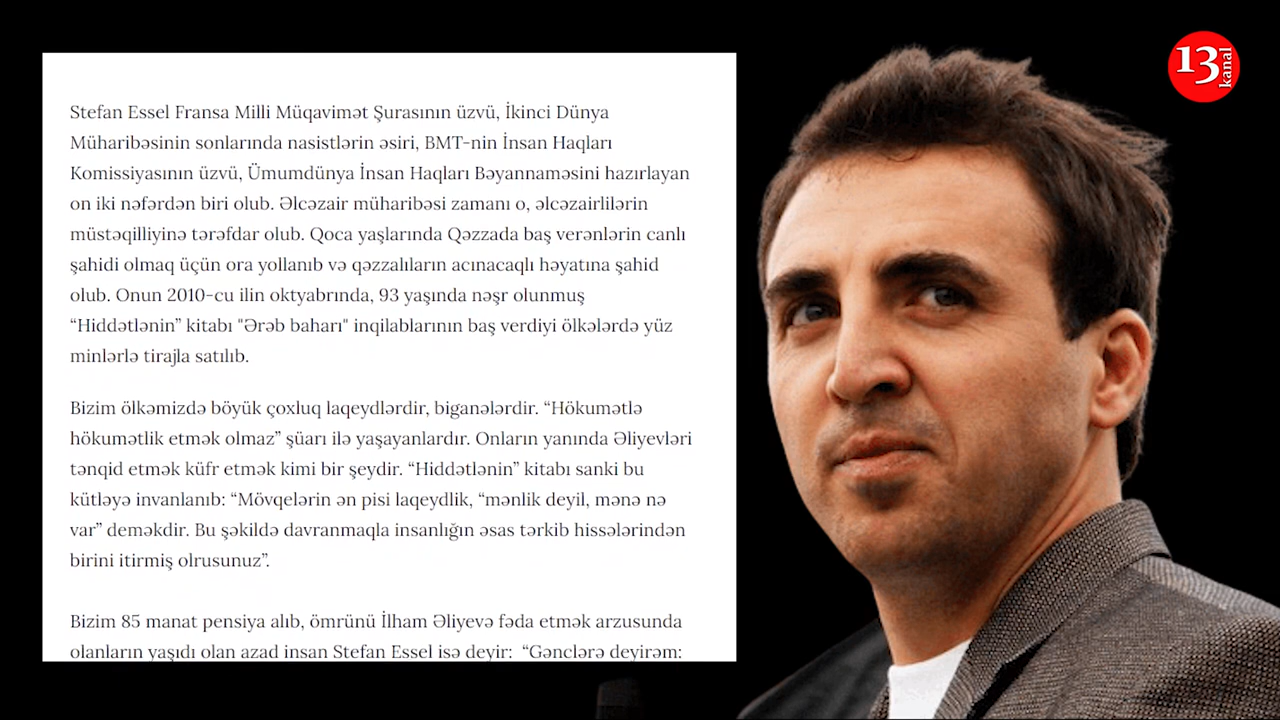 Stefan Essel Fransa Milli Müqavimət Şurasının üzvü, İkinci Dünya
Müharibəsinin sonlarında nasistlərin əsiri, BMT-nin İnsan Haqları
Komissiyasının üzvü, Ümumdünya İnsan Haqları Bəyannaməsini hazırlayan
on iki nəfərdən biri olub. Əlcəzair müharibəsi zamanı o, əlcəzairlilərin
müstəqilliyinə tərəfdar olub. Qoca yaşlarında Qəzzada baş verənlərin canlı
şahidi olmaq üçün ora yollanıb və qəzzalıların acınacaqlı həyatına şahid
olub. Onun 2010-cu ilin oktyabrında, 93 yaşında nəşr olunmuş
“Hiddətlənin” kitabı "Ərəb baharı" inqilablarının baş verdiyi ölkələrdə yüz
minlərlə tirajla satılıb.
Bizim ölkəmizdə böyük çoxluq laqeydlərdir, biganələrdir. “Hökumətlə
hökumətlik etmək olmaz” şüarı ilə yaşayanlardır. Onların yanında Əliyevləri
tənqid etmək küfr etmək kimi bir şeydir. “Hiddətlənin” kitabı sanki bu
kütləyə invanlanıb: “Mövqelərin ən pisi laqeydlik, “mənlik deyil, mənə nə
var” deməkdir. Bu şəkildə davranmaqla insanlığın əsas tərkib hissələrindən
birini itirmiş olrusunuz”.
Bizim 85 manat pensiya alıb, ömrünü İlham Əliyevə fəda etmək arzusunda
olanların yaşıdı olan azad insan Stefan Essel isə deyir: “Gənclərə deyirəm:
13 kanal